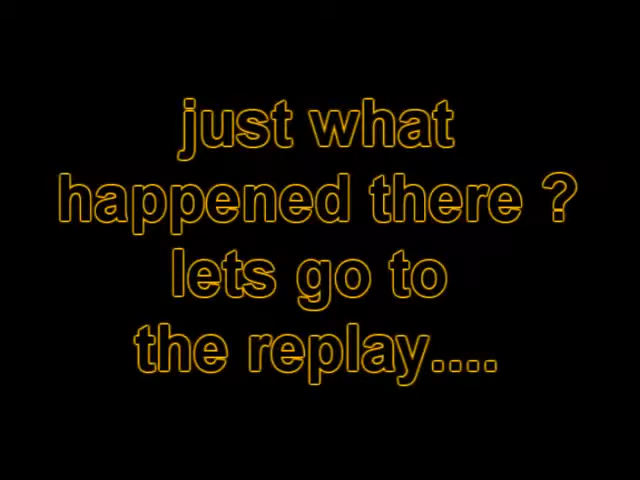 just what
happened there ?
lets go to
the replay....